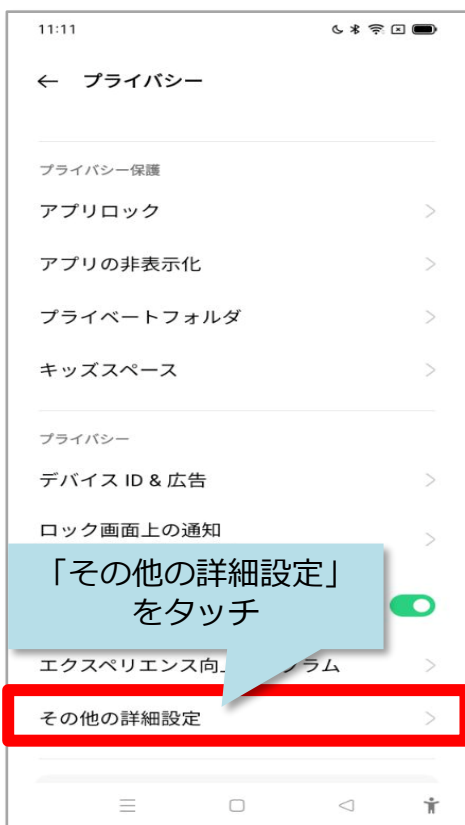 11:11
← プライバシー
プライバシー保護
アプリロック
アプリの非表示化
プライベートフォルダ
キッズスペース
プライバシー
デバイス ID & 広告
ロック画面上の通知
「その他の詳細設定」
をタッチ
エクスペリエンス向
ラム
その他の詳細設定